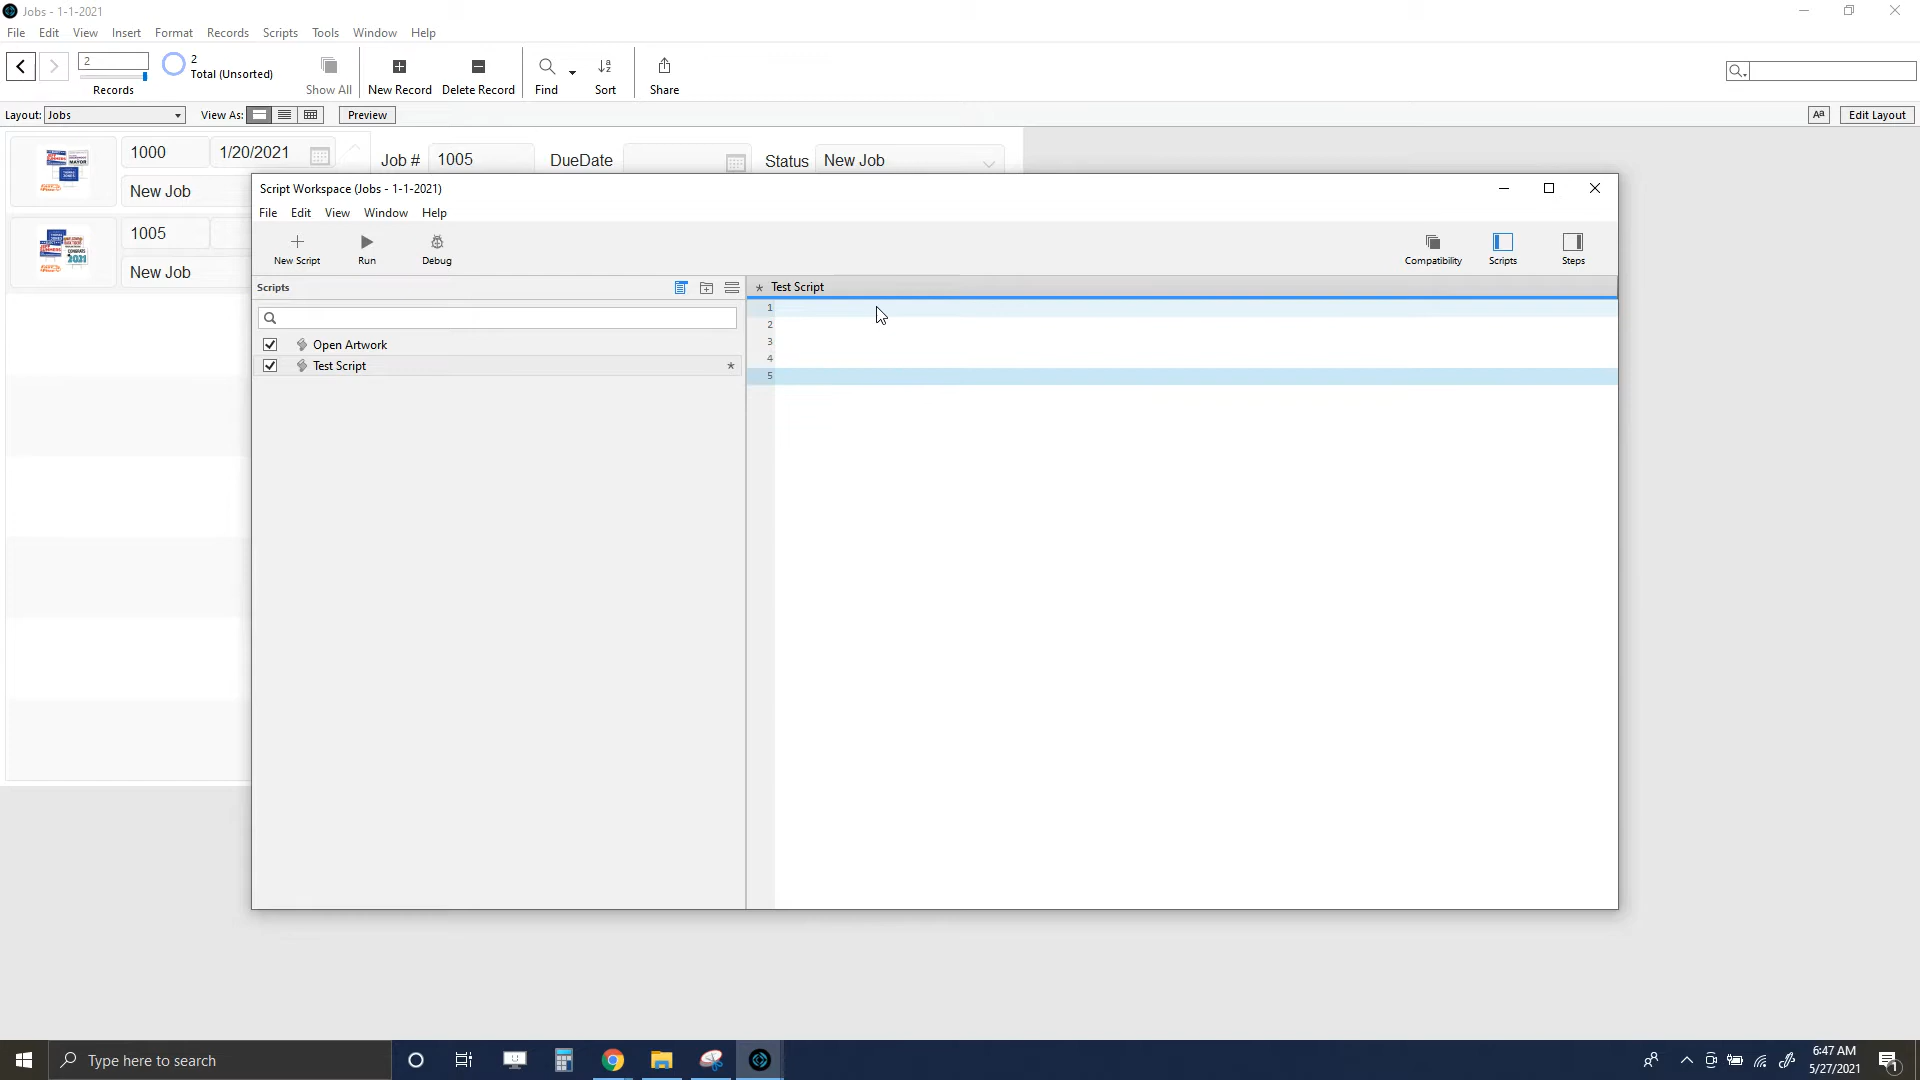 Jobs - 1-1-2021
File Edit View Insert Format Records Scripts Tools Window Help
2
2
Total (Unsorted)
Records
Show All
New Record
Delete Record
Find
Sort
Share
Layout: Jobs
View As:
Preview
Aa
Edit Layout
1000
1/20/2021
New Job
1005
New Job
Job # 1005
DueDate
Status New Job
Script Workspace (Jobs - 1-1-2021)
File Edit View Window Help
New Script
Run
Debug
Compatibility
Scripts
Steps
Scripts
Open Artwork
Test Script *
* Test Script
1
2
3
4
5
Type here to search
6:47 AM
5/27/2021
1